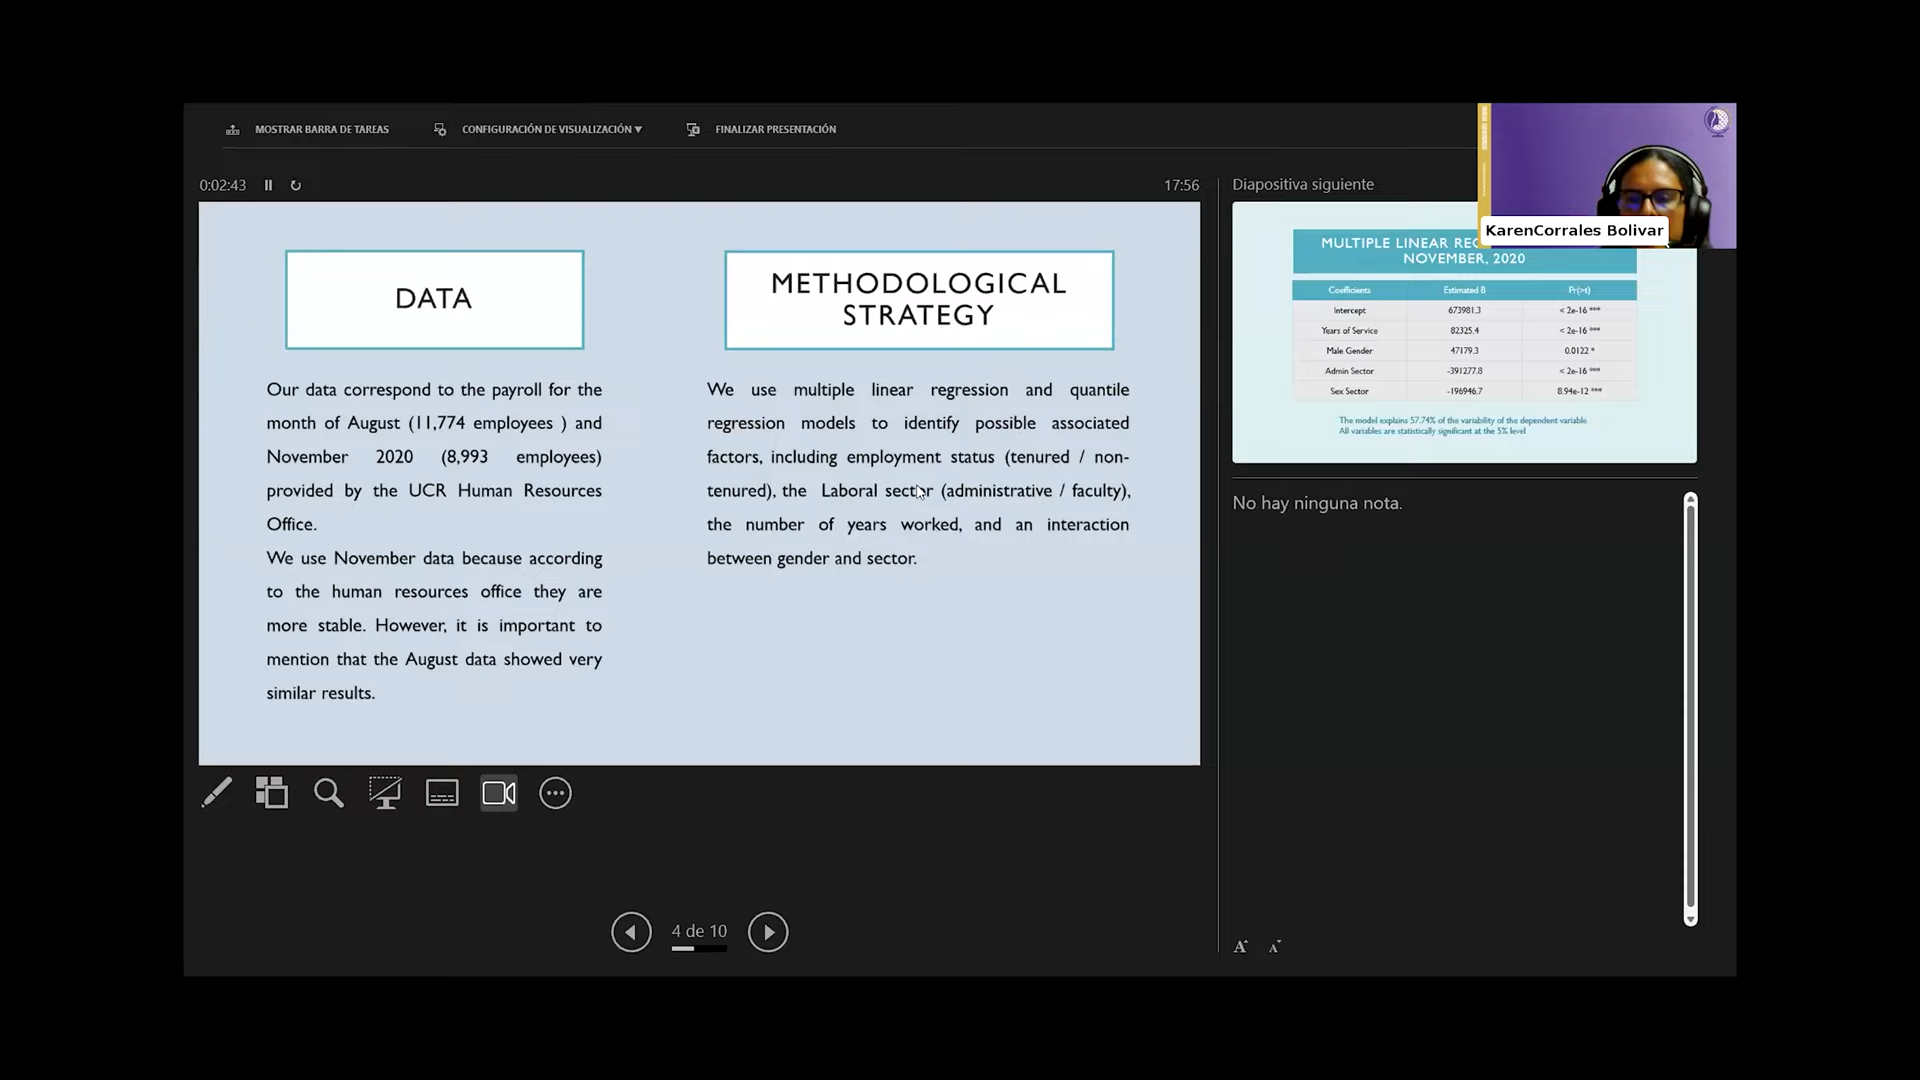 MOSTRAR BARRA DE TAREAS
CONFIGURACIÓN DE VISUALIZACIÓN ▼
FINALIZAR PRESENTACIÓN
0:02:43
17:56
DATA
Our data correspond to the payroll for the
month of August (11,774 employees ) and
November 2020 (8,993 employees)
provided by the UCR Human Resources
Office.
We use November data because according
to the human resources office they are
more stable. However, it is important to
mention that the August data showed very
similar results.
METHODOLOGICAL
STRATEGY
We use multiple linear regression and quantile
regression models to identify possible associated
factors, including employment status (tenured / non-
tenured), the Laboral sector (administrative / faculty),
the number of years worked, and an interaction
between gender and sector.
4 de 10
Diapositiva siguiente
KarenCorrales Bolivar
MULTIPLE LINEAR
NOVEMBER, 2020
Coefficients Estimated B Pr(>t)
Intercept 673981.3 < 2e-16 ***
Years of Service 82325.4 < 2e-16 ***
Male Gender 47179.3 0.0122 *
Admin Sector -391277.8 < 2e-16 ***
Sex Sector -196946.7 8.94e-12 ***
The model explains 57.74% of the variability of the dependent variable
All variables are statistically significant at the 5% level
No hay ninguna nota.
A A